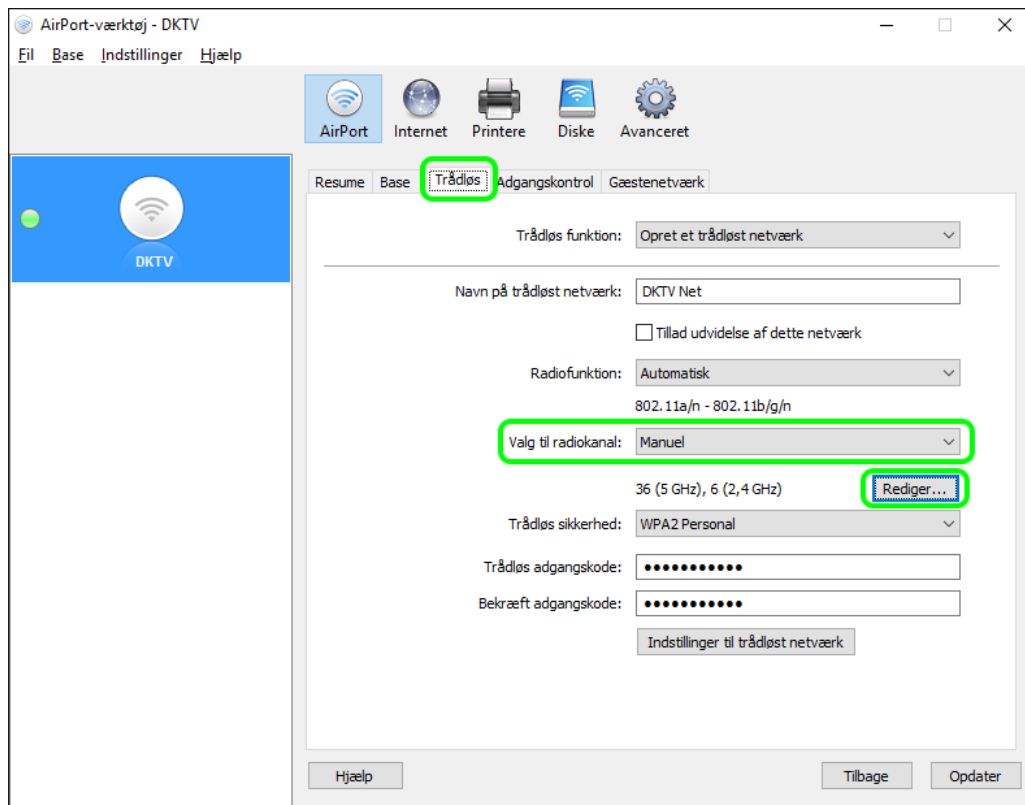 AirPort-værktøj - DKTV
Fil Base Indstillinger Hjælp
AirPort Internet Printere Diske Avanceret
DKTV
Resume Base Trådløs Adgangskontrol Gæstenetværk
Trådløs funktion: Opret et trådløst netværk
Navn på trådløst netværk: DKTV Net
Tillad udvidelse af dette netværk
Radiofunktion: Automatisk
802.11a/n - 802.11b/g/n
Valg til radiokanal: Manuel
36 (5 GHz), 6 (2,4 GHz) Rediger...
Trådløs sikkerhed: WPA2 Personal
Trådløs adgangskode: ●●●●●●●●●●●
Bekræft adgangskode: ●●●●●●●●●●●
Indstillinger til trådløst netværk
Hjælp Tilbage Opdater